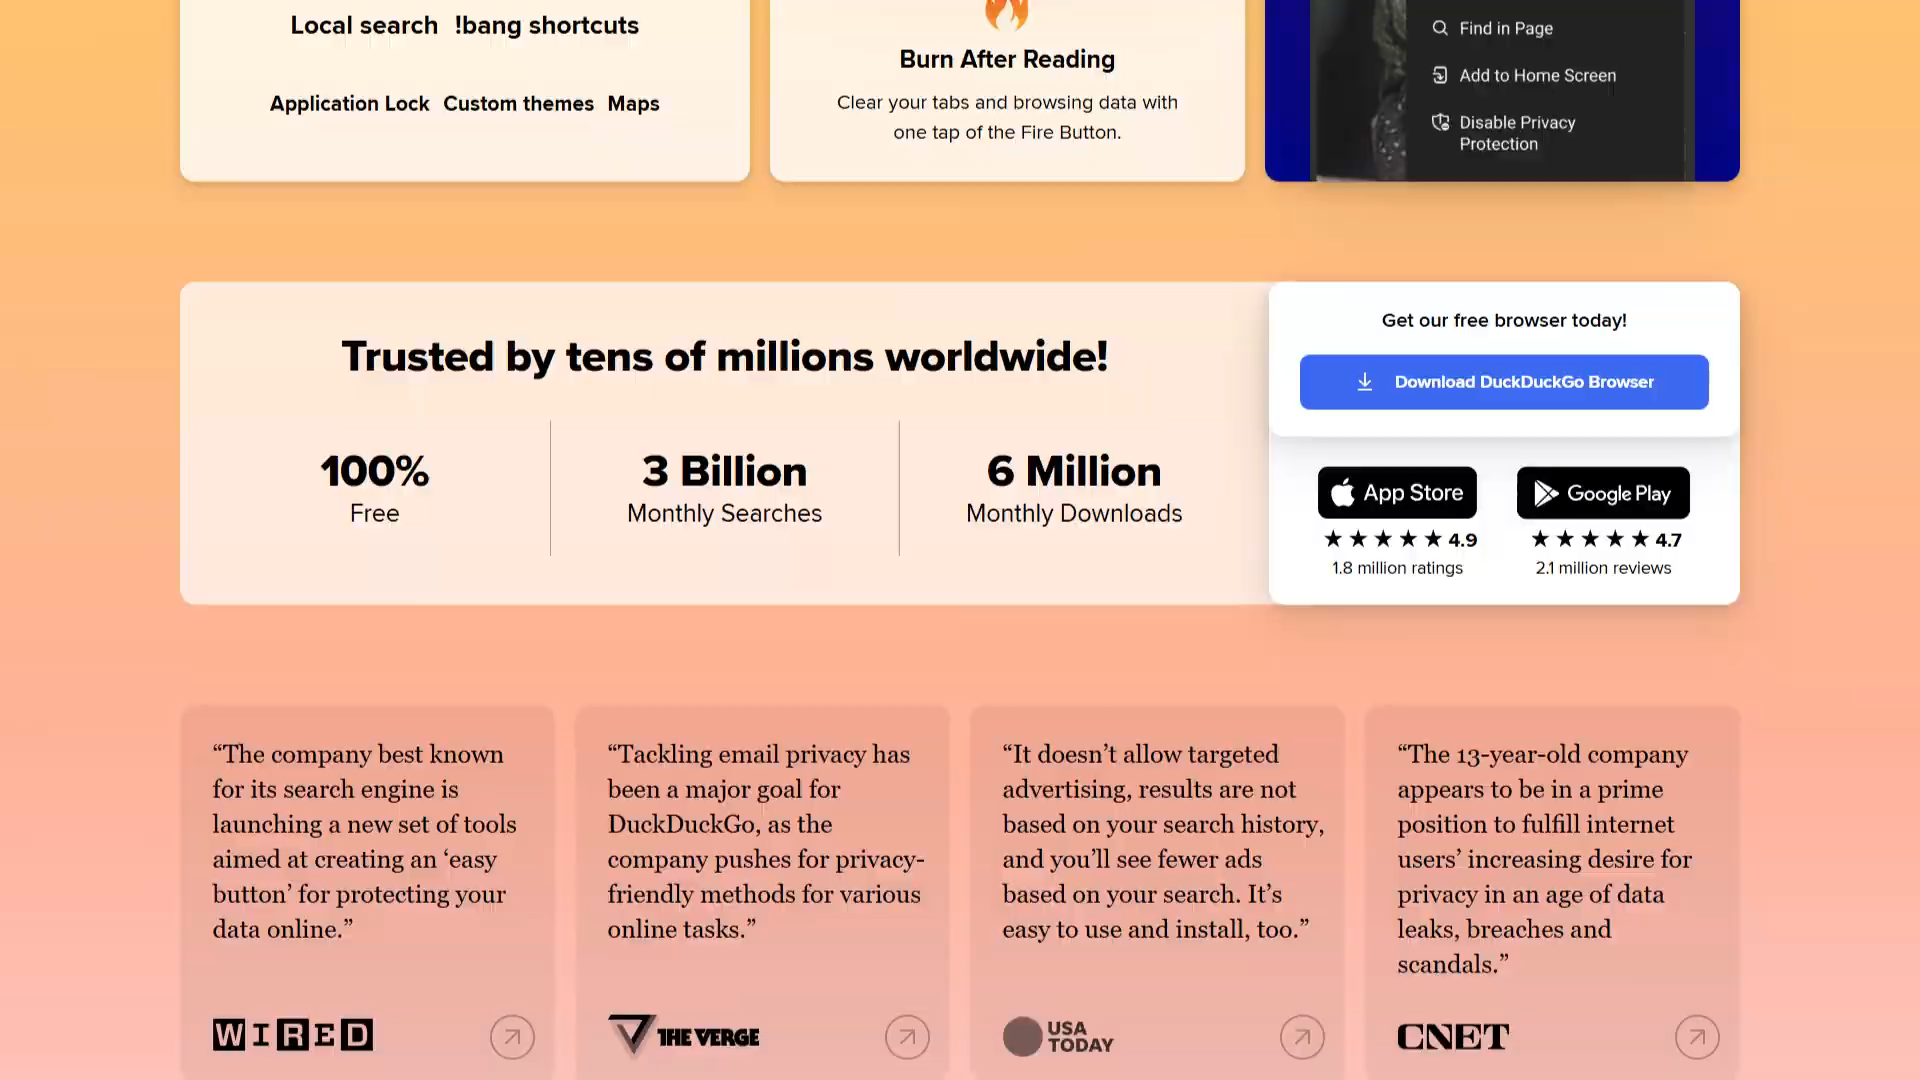 Local search !bang shortcuts
Application Lock Custom themes Maps
Burn After Reading
Clear your tabs and browsing data with
one tap of the Fire Button.
Find in Page
Add to Home Screen
Disable Privacy
Protection
Trusted by tens of millions worldwide!
100%
Free
3 Billion
Monthly Searches
6 Million
Monthly Downloads
Get our free browser today!
Download DuckDuckGo Browser
App Store
★ ★ ★ ★ ★ 4.9
1.8 million ratings
Google Play
★ ★ ★ ★ ★ 4.7
2.1 million reviews
“The company best known
for its search engine is
launching a new set of tools
aimed at creating an ‘easy
button’ for protecting your
data online.”
WIRED
“Tackling email privacy has
been a major goal for
DuckDuckGo, as the
company pushes for privacy-
friendly methods for various
online tasks.”
THE VERGE
“It doesn’t allow targeted
advertising, results are not
based on your search history,
and you’ll see fewer ads
based on your search. It’s
easy to use and install, too.”
USA
TODAY
“The 13-year-old company
appears to be in a prime
position to fulfill internet
users’ increasing desire for
privacy in an age of data
leaks, breaches and
scandals.”
CNET